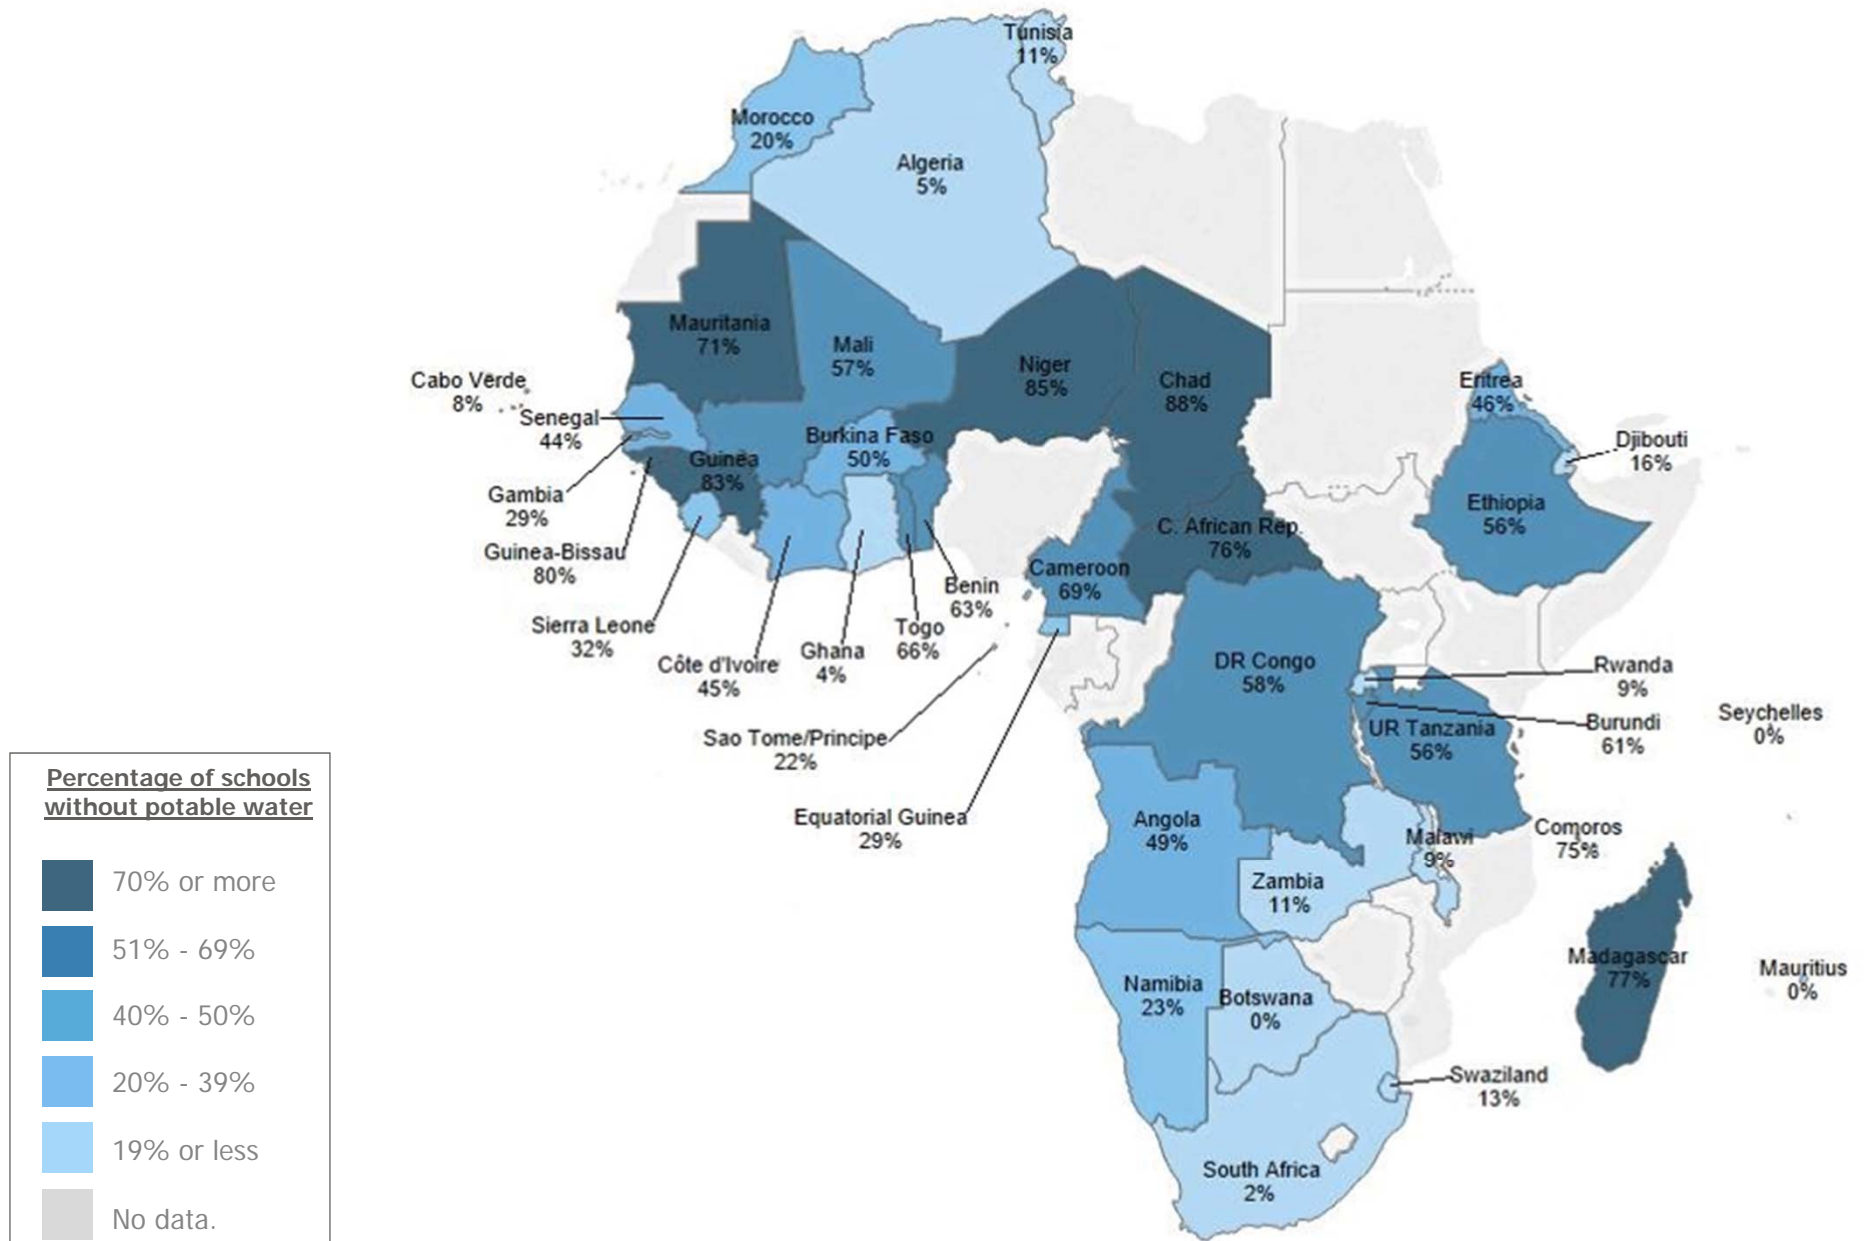 Tunisia
11%
Morocco
20%
Algeria
5%
Mauritania
71%
Mali
57%
Niger
85%
Chad
88%
Cabo Verde
8%
Senegal
44%
Burkina Faso
50%
Guinea
83%
Gambia
29%
Guinea-Bissau
80%
Sierra Leone
32%
Côte d'Ivoire
45%
Ghana
4%
Togo
66%
Benin
63%
Eritrea
46%
Djibouti
16%
Ethiopia
56%
C. African Rep.
76%
Cameroon
69%
Sao Tome/Principe
22%
Equatorial Guinea
29%
DR Congo
58%
Rwanda
9%
Burundi
61%
UR Tanzania
56%
Seychelles
0%
Angola
49%
Malawi
9%
Comoros
75%
Zambia
11%
Namibia
23%
Botswana
0%
Madagascar
77%
Mauritius
0%
Swaziland
13%
South Africa
2%
Percentage of schools
without potable water
70% or more
51% - 69%
40% - 50%
20% - 39%
19% or less
No data.